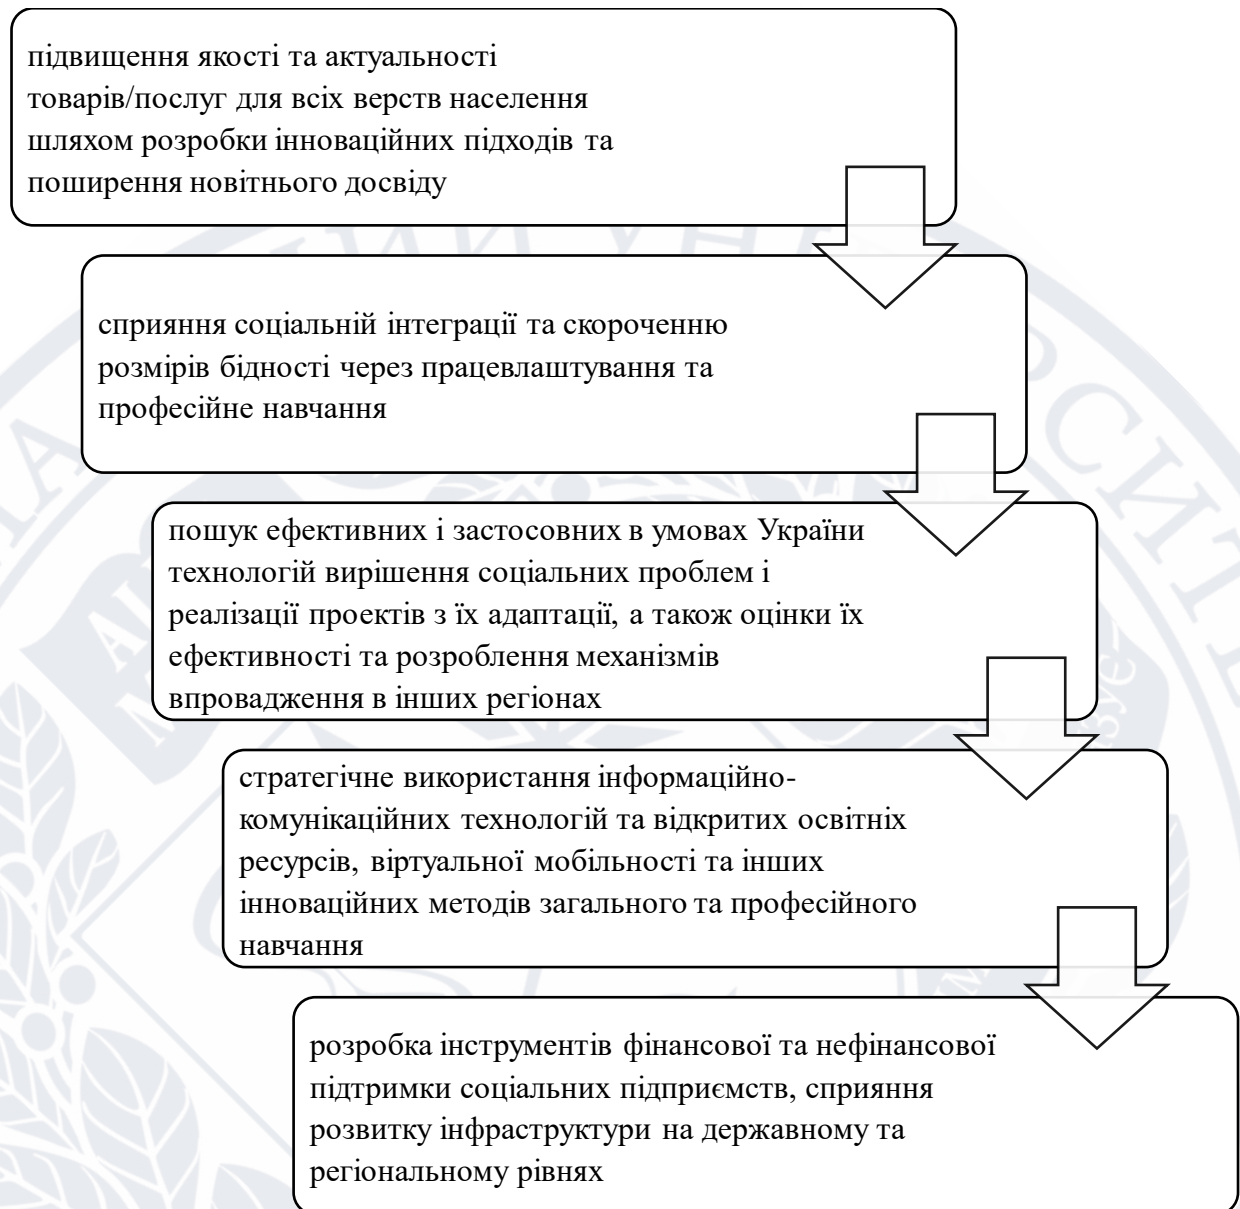 підвищення якості та актуальності
товарів/послуг для всіх верств населення
шляхом розробки інноваційних підходів та
поширення новітнього досвіду
сприяння соціальній інтеграції та скороченню
розмірів бідності через працевлаштування та
професійне навчання
пошук ефективних і застосовних в умовах України
технологій вирішення соціальних проблем і
реалізації проектів з їх адаптації, а також оцінки їх
ефективності та розроблення механізмів
впровадження в інших регіонах
стратегічне використання інформаційно-
комунікаційних технологій та відкритих освітніх
ресурсів, віртуальної мобільності та інших
інноваційних методів загального та професійного
навчання
розробка інструментів фінансової та нефінансової
підтримки соціальних підприємств, сприяння
розвитку інфраструктури на державному та
регіональному рівнях